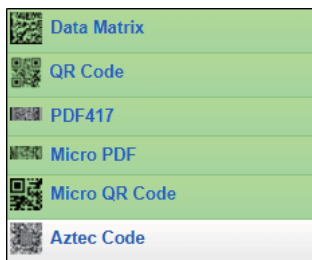 Data Matrix
QR Code
PDF417
Micro PDF
Micro QR Code
Aztec Code